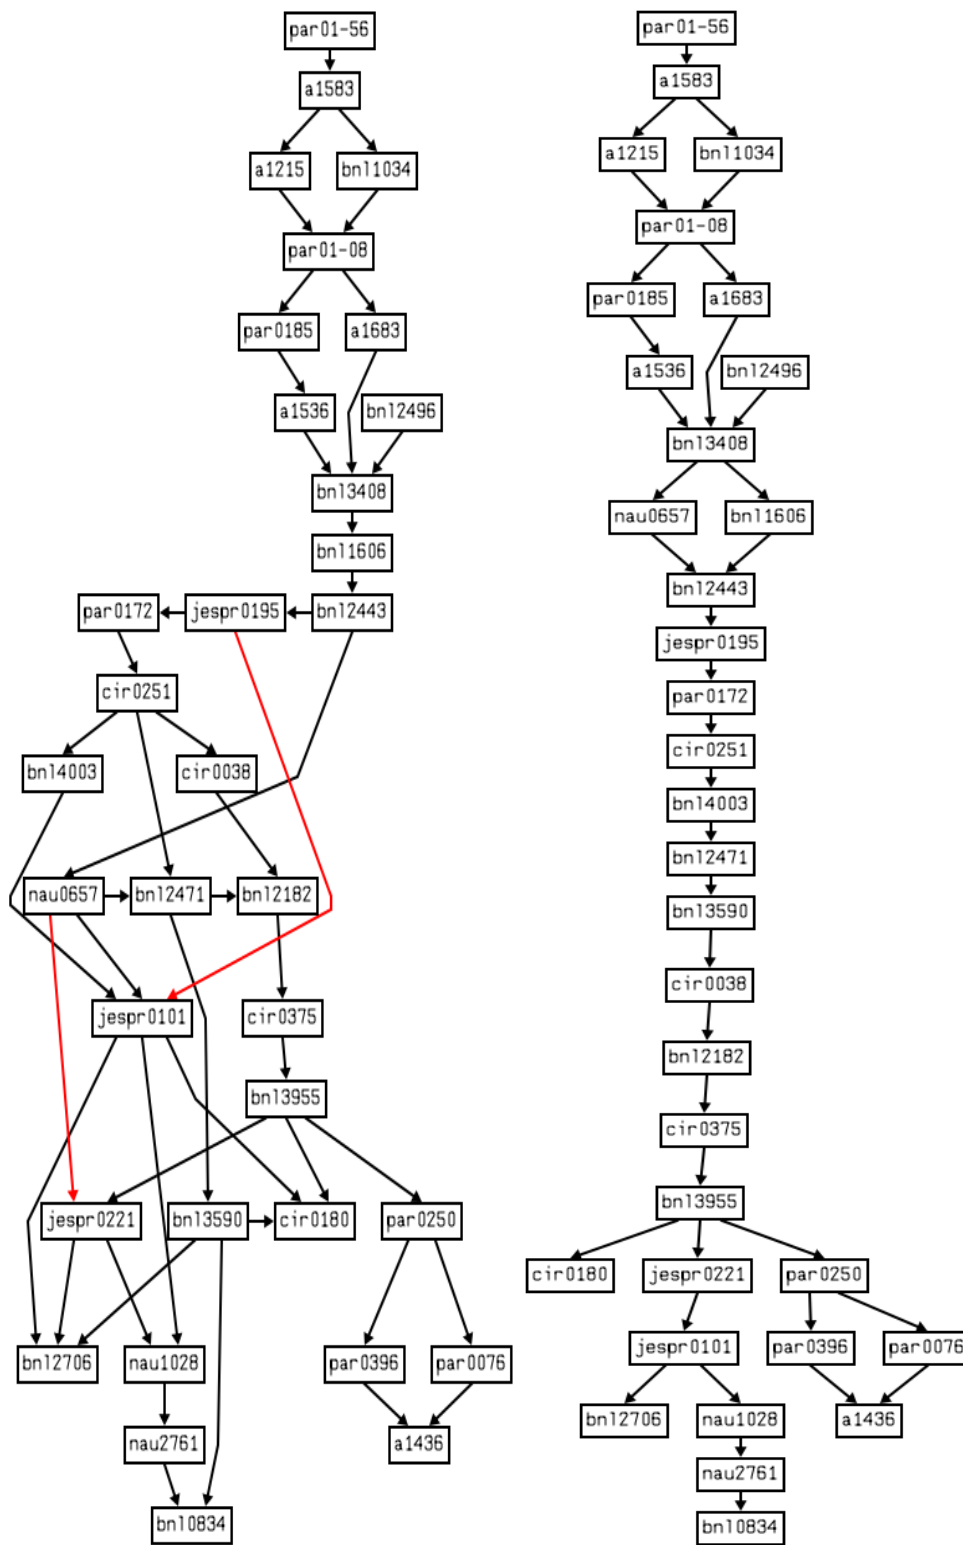 par01-56
a1583
a1215 bnl1034
par01-08
par0185 a1683
a1536 bnl2496
bnl3408
bnl1606
par0172 jespr0195 bnl2443
cir0251
bnl4003 cir0038
nau0657 bnl2471 bnl2182
jespr0101 cir0375
bnl3955
jespr0221 bnl3590 cir0180 par0250
bnl2706 nau1028 par0396 par0076
nau2761 a1436
bnl0834
par01-56
a1583
a1215 bnl1034
par01-08
par0185 a1683
a1536 bnl2496
bnl3408
nau0657 bnl1606
bnl2443
jespr0195
par0172
cir0251
bnl4003
bnl2471
bnl3590
cir0038
bnl2182
cir0375
bnl3955
cir0180 jespr0221 par0250
jespr0101 par0396 par0076
bnl2706 nau1028 a1436
nau2761
bnl0834